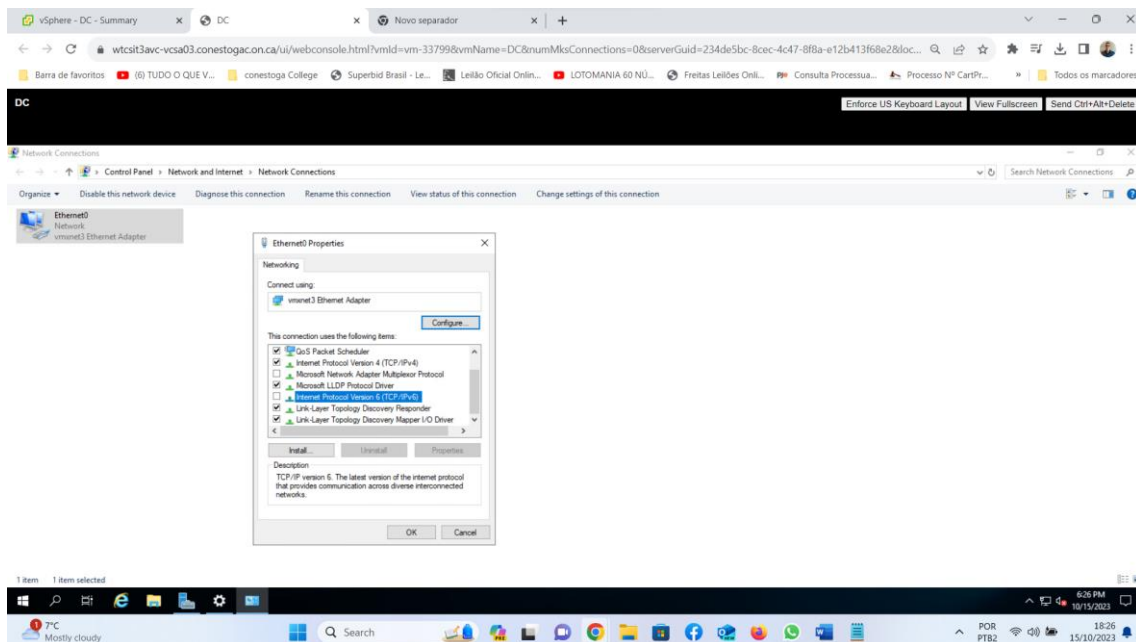 vSphere - DC - Summary
DC
Novo separador
wtcsit3avc-vcsa03.conestogac.on.ca/ui/webconsole.html?vmId=vm-33799&vmName=DC&numMksConnections=0&serverGuid=234de5bc-8cec-4c47-8f8a-e12b413f68e2&loc...
Barra de favoritos
(6) TUDO O QUE V...
conestoga College
Superbid Brasil - Le...
Leilão Oficial Onlin...
LOTOMANIA 60 NÚ...
Freitas Leilões Onli...
Consulta Processua...
Processo Nº CartPr...
»
Todos os marcadores
DC
Enforce US Keyboard Layout
View Fullscreen
Send Ctrl+Alt+Delete
Network Connections
Control Panel > Network and Internet > Network Connections
Search Network Connections
Organize
Disable this network device
Diagnose this connection
Rename this connection
View status of this connection
Change settings of this connection
Ethernet0
Network
vmxnet3 Ethernet Adapter
Ethernet0 Properties
Networking
Connect using:
vmxnet3 Ethernet Adapter
Configure...
This connection uses the following items:
QoS Packet Scheduler
Internet Protocol Version 4 (TCP/IPv4)
Microsoft Network Adapter Multiplexor Protocol
Microsoft LLDP Protocol Driver
Internet Protocol Version 6 (TCP/IPv6)
Link-Layer Topology Discovery Responder
Link-Layer Topology Discovery Mapper I/O Driver
Install...
Uninstall
Properties
Description
TCP/IP version 6. The latest version of the internet protocol
that provides communication across diverse interconnected
networks.
OK
Cancel
1 item
1 item selected
6:26 PM
10/15/2023
7°C
Mostly cloudy
Search
POR
PTB2
18:26
15/10/2023